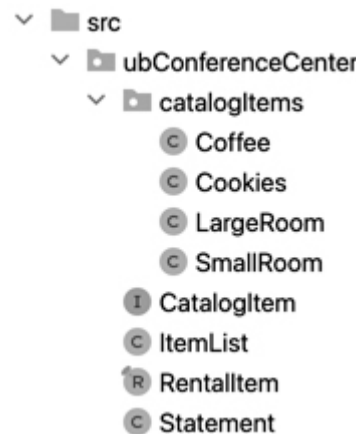 src
ubConferenceCenter
catalogItems
C Coffee
C Cookies
C LargeRoom
C SmallRoom
I CatalogItem
C ItemList
R RentalItem
C Statement